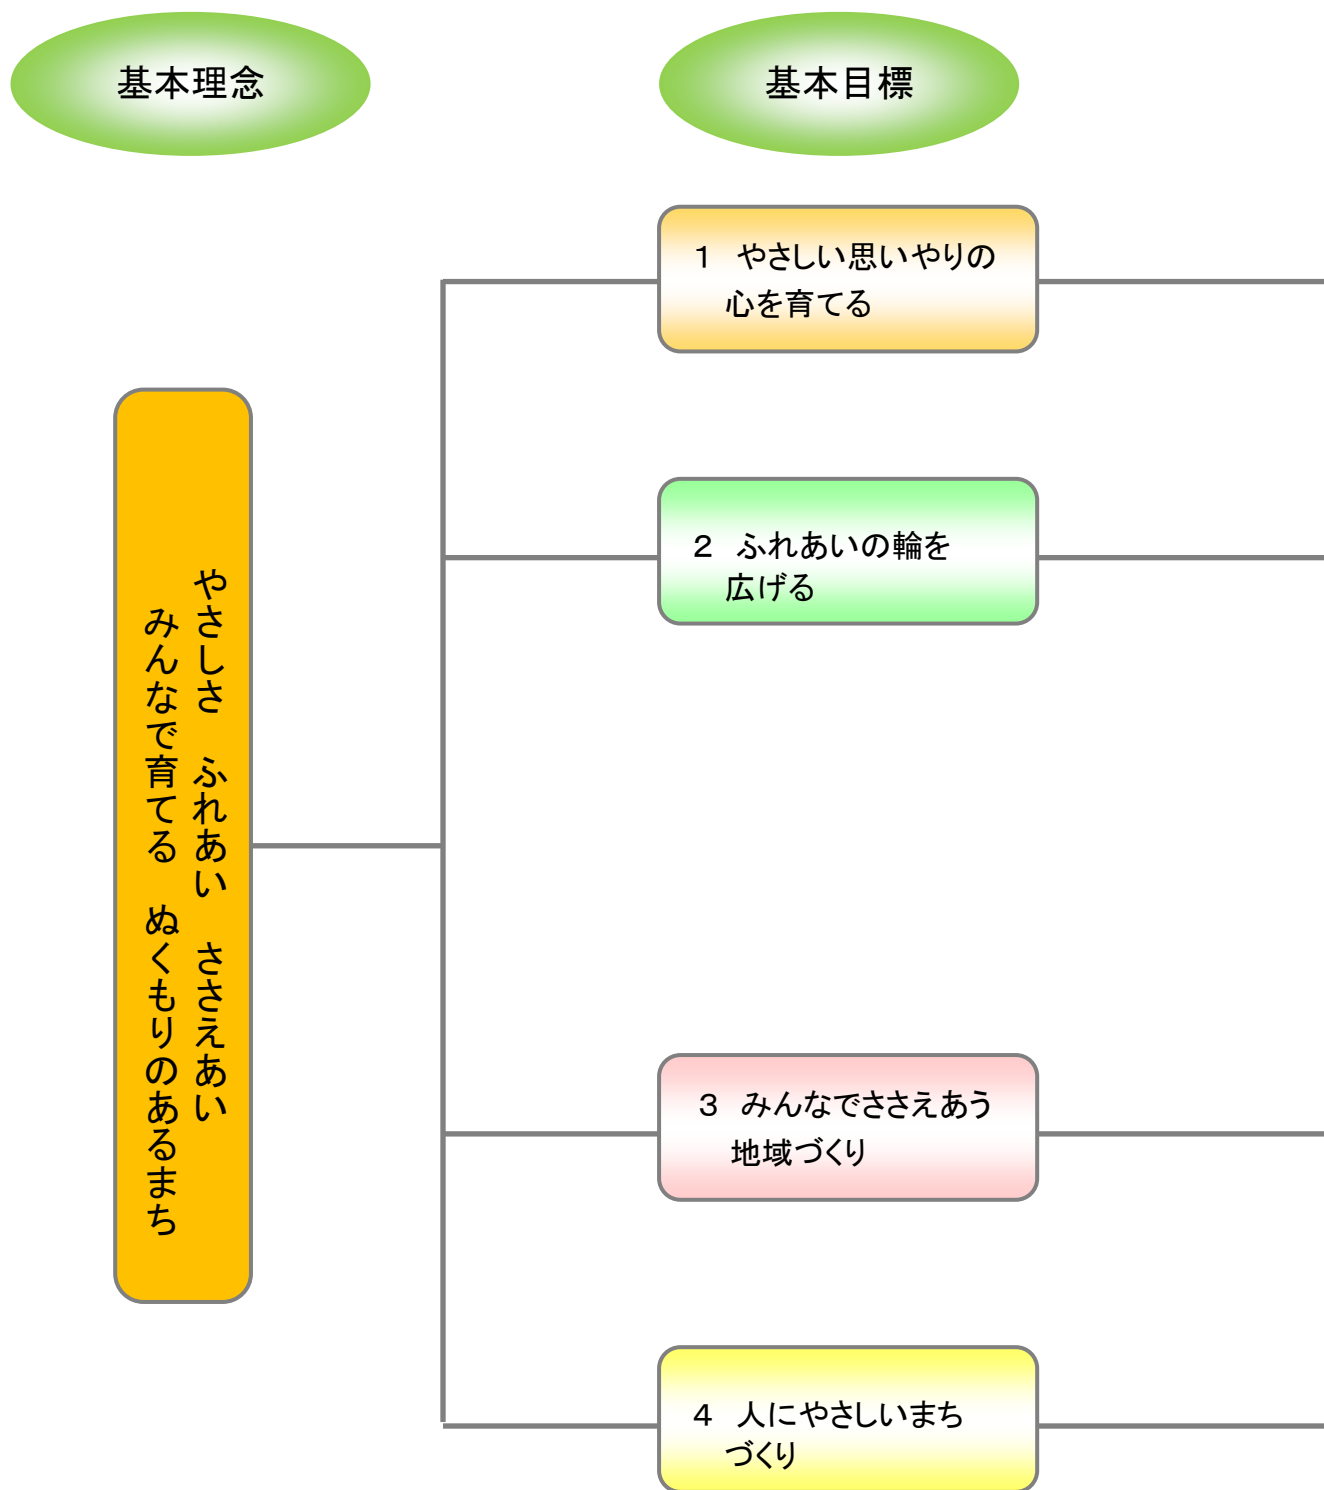 基本理念
基本目標
やさしさ　ふれあい　ささえあい
みんなで育てる　ぬくもりのあるまち
１　やさしい思いやりの
心を育てる
２　ふれあいの輪を
広げる
３　みんなでささえあう
地域づくり
４　人にやさしいまち
づくり